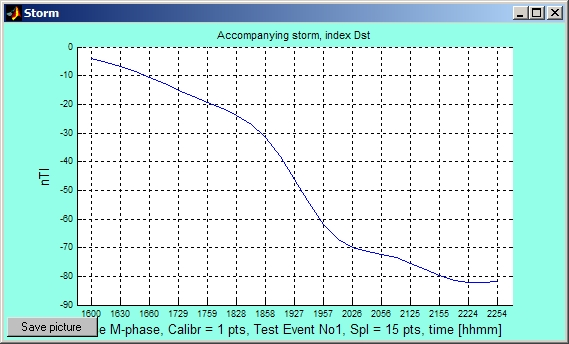 Storm
Accompanying storm, index Dst
0
-10
-20
-30
-40
-50
-60
-70
-80
-90
nTl
1600 1630 1660 1729 1759 1828 1858 1927 1957 2026 2056 2125 2155 2224 2254
Save picture
e M-phase, Calibr = 1 pts, Test Event No1, Spl = 15 pts, time [hhmm]